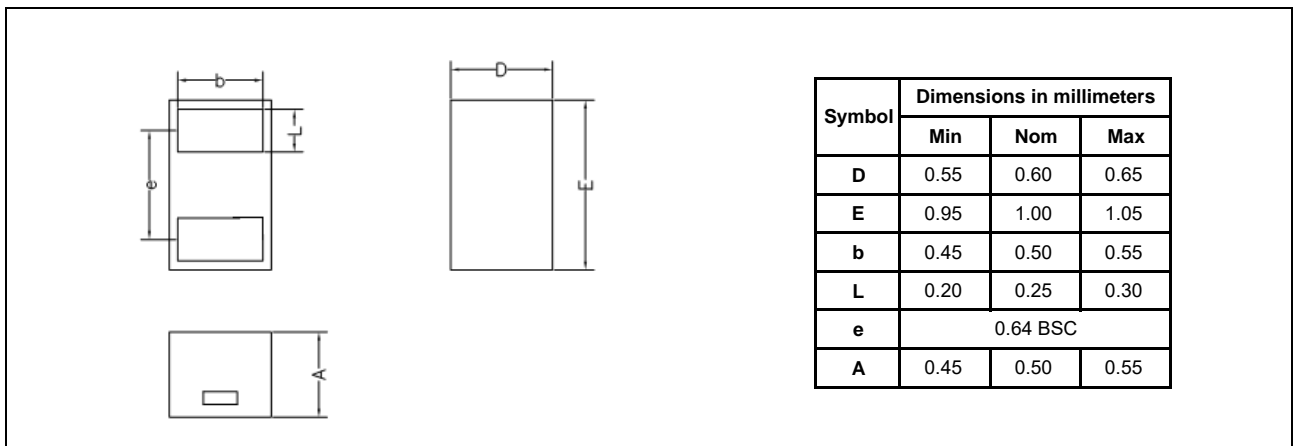 b
L
e
D
E
A
Symbol Dimensions in millimeters
Min Nom Max
D 0.55 0.60 0.65
E 0.95 1.00 1.05
b 0.45 0.50 0.55
L 0.20 0.25 0.30
e 0.64 BSC
A 0.45 0.50 0.55